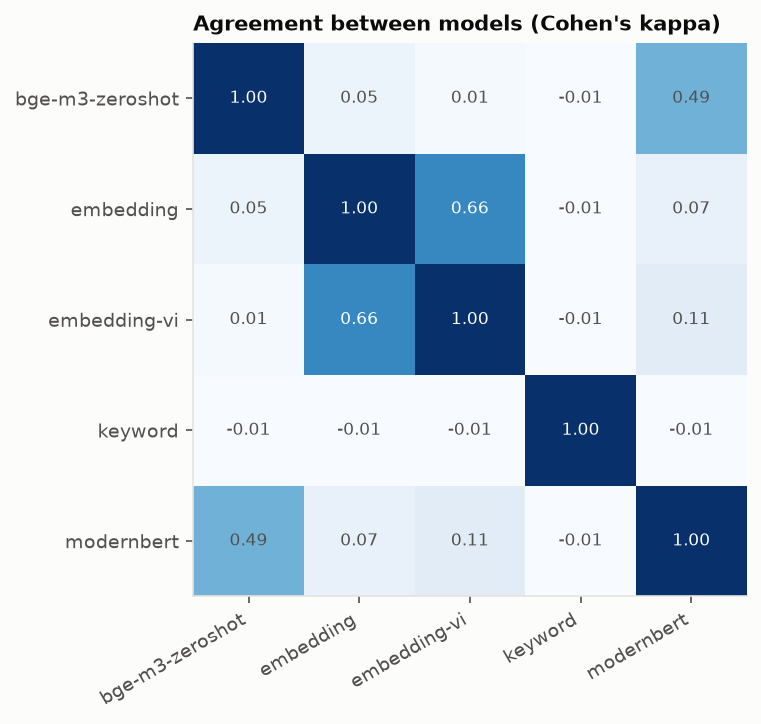 Agreement between models (Cohen's kappa)
bge-m3-zeroshot 1.00 0.05 0.01 -0.01 0.49
embedding 0.05 1.00 0.66 -0.01 0.07
embedding-vi 0.01 0.66 1.00 -0.01 0.11
keyword -0.01 -0.01 -0.01 1.00 -0.01
modernbert 0.49 0.07 0.11 -0.01 1.00
bge-m3-zeroshot embedding embedding-vi keyword modernbert